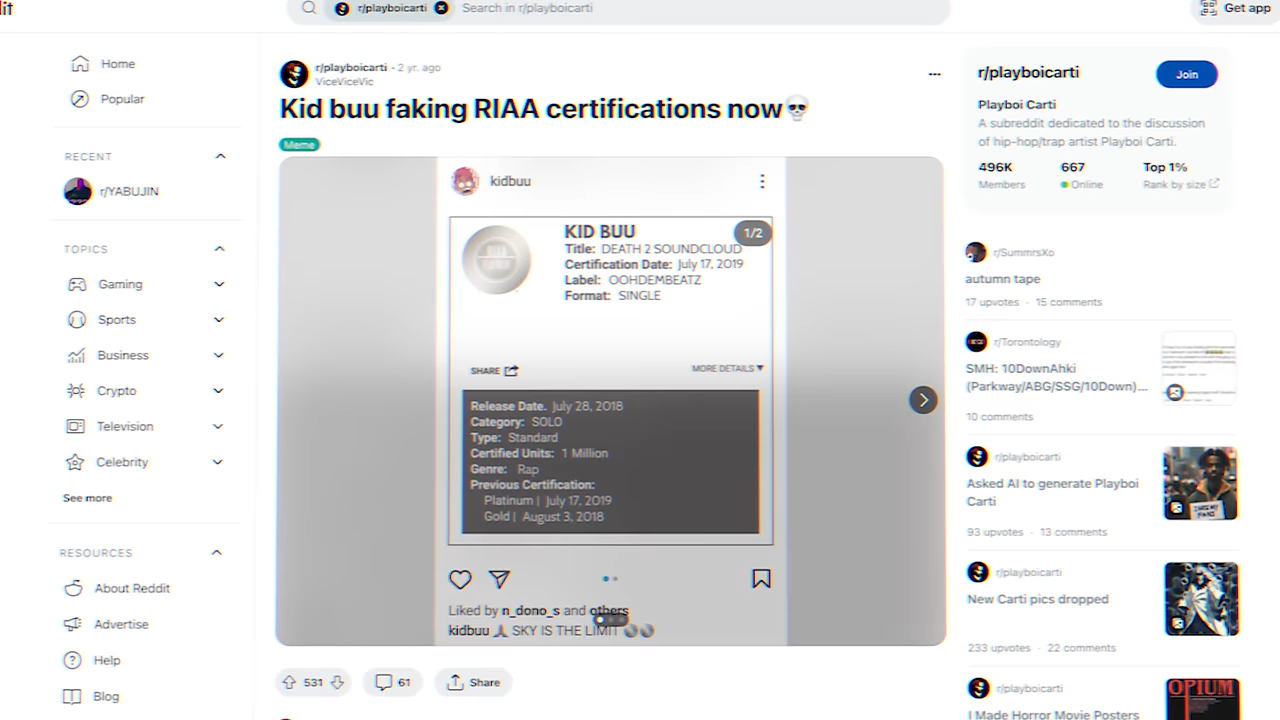 it
r/playboicarti
Search in r/playboicarti
Get app
Home
Popular
RECENT
r/YABUJIN
TOPICS
Gaming
Sports
Business
Crypto
Television
Celebrity
See more
RESOURCES
About Reddit
Advertise
Help
Blog
r/playboicarti · 2 yr. ago
ViceViceVic
Kid buu faking RIAA certifications now💀
Meme
kidbuu
1/2
KID BUU
Title: DEATH 2 SOUNDCLOUD
Certification Date: July 17, 2019
Label: OOHDEMBEATZ
Format: SINGLE
SHARE
MORE DETAILS ▼
Release Date. July 28, 2018
Category: SOLO
Type: Standard
Certified Units: 1 Million
Genre: Rap
Previous Certification:
Platinum | July 17, 2019
Gold | August 3, 2018
Liked by n_dono_s and others
kidbuu 🙏 SKY IS THE LIMIT 💿💿
531
61
Share
r/playboicarti
Join
Playboi Carti
A subreddit dedicated to the discussion
of hip-hop/trap artist Playboi Carti.
496K
667
Top 1%
Members
Online
Rank by size
r/SummrsXo
autumn tape
17 upvotes · 15 comments
r/Torontology
SMH: 10DownAhki
(Parkway/ABG/SSG/10Down)...
10 comments
r/playboicarti
Asked AI to generate Playboi
Carti
93 upvotes · 13 comments
r/playboicarti
New Carti pics dropped
233 upvotes · 22 comments
r/playboicarti
I Made Horror Movie Posters
OPIUM